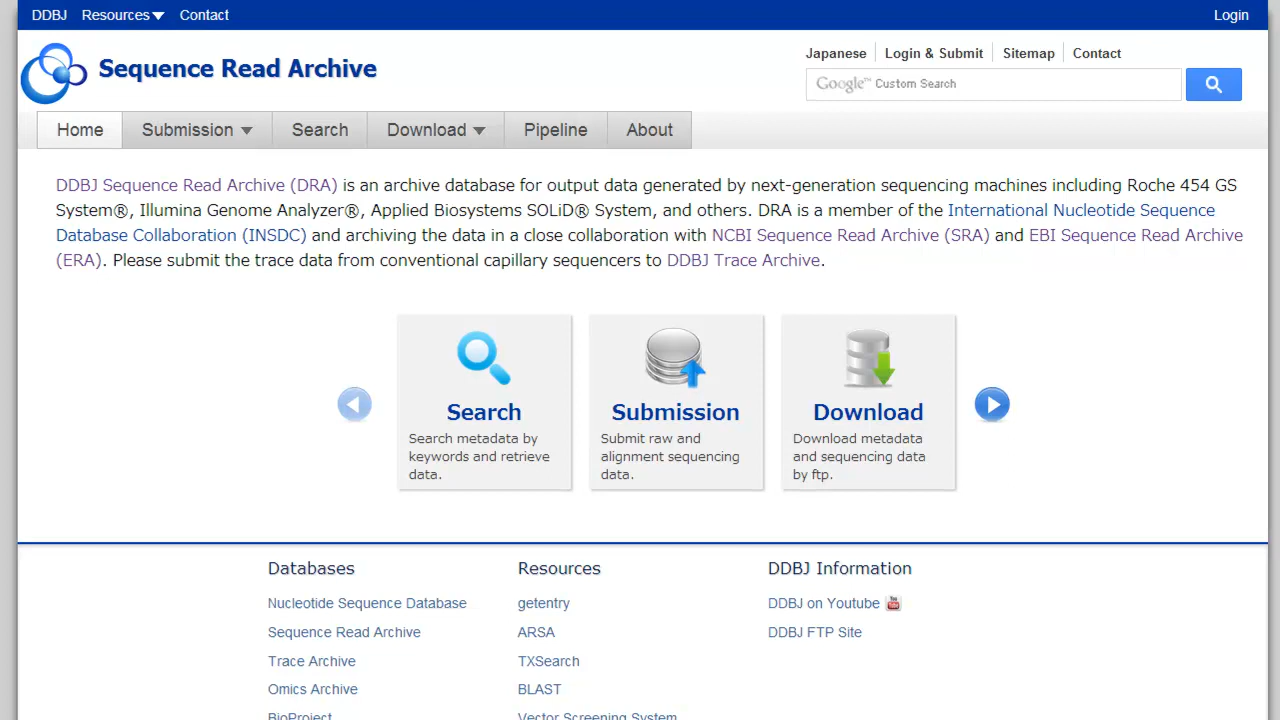 DDBJ Resources Contact Login
Sequence Read Archive
Japanese Login & Submit Sitemap Contact
Google™ Custom Search
Home Submission Search Download Pipeline About
DDBJ Sequence Read Archive (DRA) is an archive database for output data generated by next-generation sequencing machines including Roche 454 GS
System®, Illumina Genome Analyzer®, Applied Biosystems SOLiD® System, and others. DRA is a member of the International Nucleotide Sequence
Database Collaboration (INSDC) and archiving the data in a close collaboration with NCBI Sequence Read Archive (SRA) and EBI Sequence Read Archive
(ERA). Please submit the trace data from conventional capillary sequencers to DDBJ Trace Archive.
Search
Search metadata by
keywords and retrieve
data.
Submission
Submit raw and
alignment sequencing
data.
Download
Download metadata
and sequencing data
by ftp.
Databases
Nucleotide Sequence Database
Sequence Read Archive
Trace Archive
Omics Archive
BioProject
Resources
getentry
ARSA
TXSearch
BLAST
Vector Screening System
DDBJ Information
DDBJ on Youtube
DDBJ FTP Site